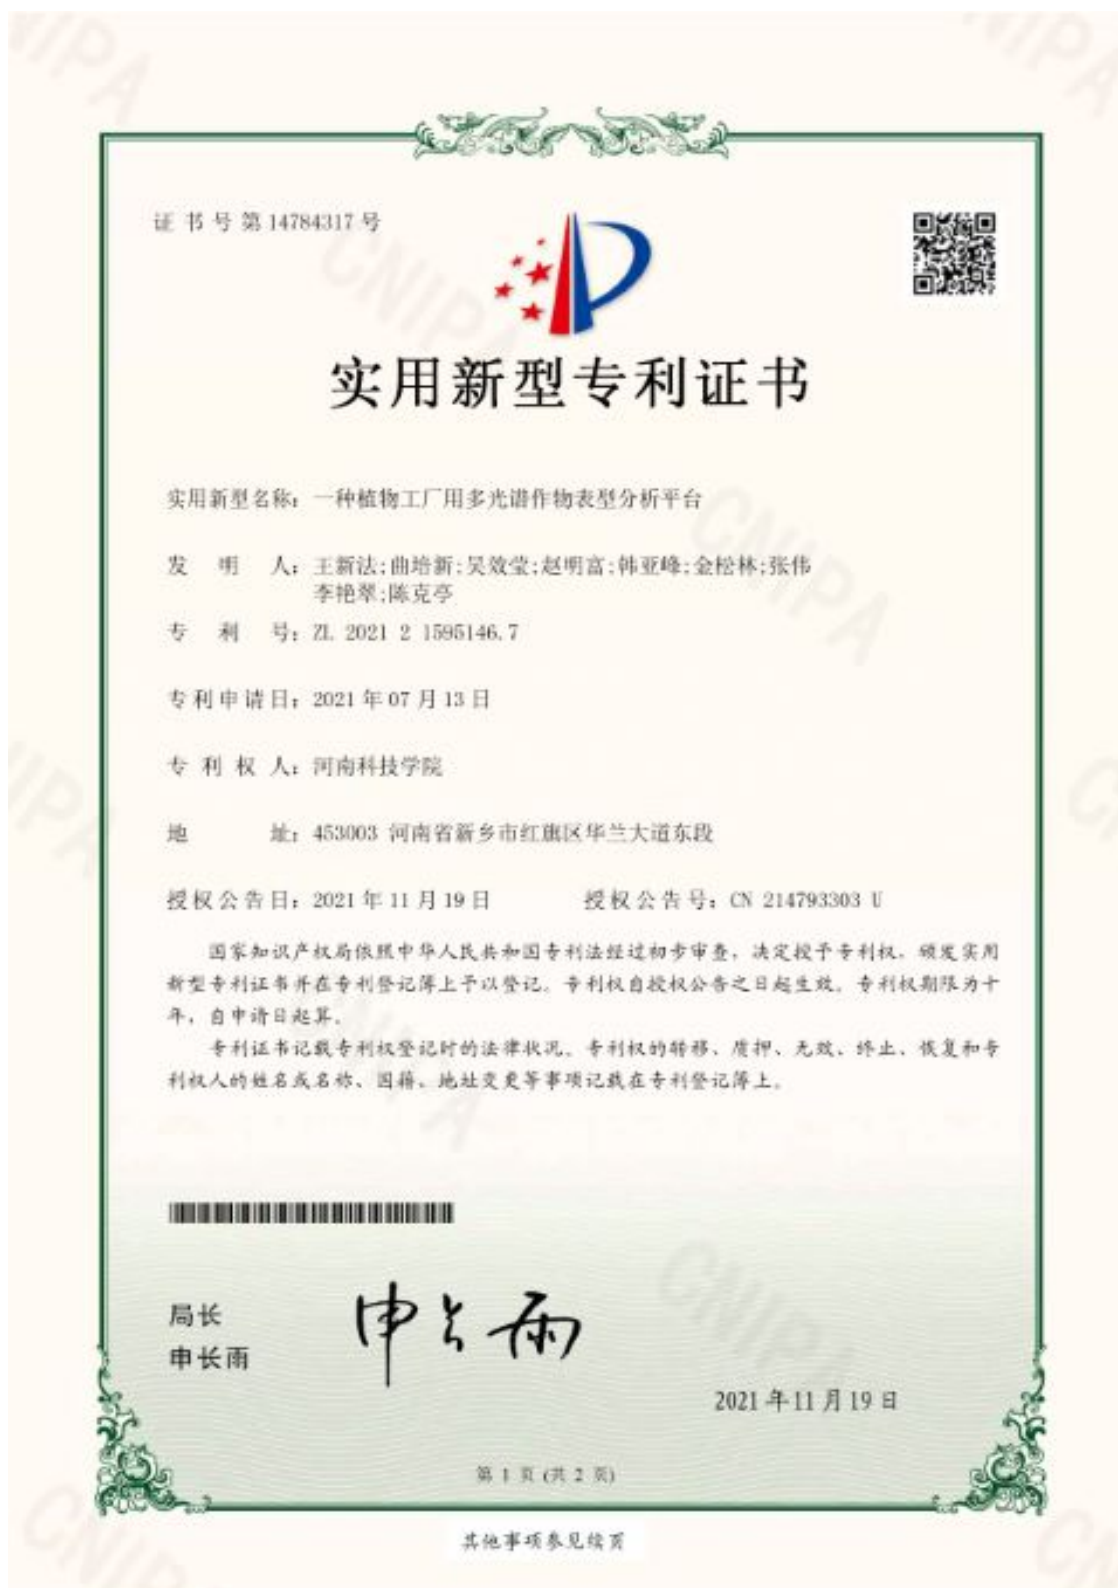 证书号第14784317号
实用新型专利证书
实用新型名称：一种植物工厂用多光谱作物表型分析平台
发明人：王新法;曲培新;吴效莹;赵明富;韩亚峰;金松林;张伟
李艳翠;陈克亭
专利号：ZL 2021 2 1595146.7
专利申请日：2021年07月13日
专利权人：河南科技学院
地址：453003 河南省新乡市红旗区华兰大道东段
授权公告日：2021年11月19日 授权公告号：CN 214793303 U
国家知识产权局依照中华人民共和国专利法经过初步审查，决定授予专利权，颁发实用
新型专利证书并在专利登记簿上予以登记。专利权自授权公告之日起生效。专利权期限为十
年，自申请日起算。
专利证书记载专利权登记时的法律状况。专利权的转移、质押、无效、终止、恢复和专
利权人的姓名或名称、国籍、地址变更等事项记载在专利登记簿上。
局长
申长雨
申长雨
2021年11月19日
第 1 页 (共 2 页)
其他事项参见续页
CNIPA
CNIPA
CNIPA
CNIPA
CNIPA